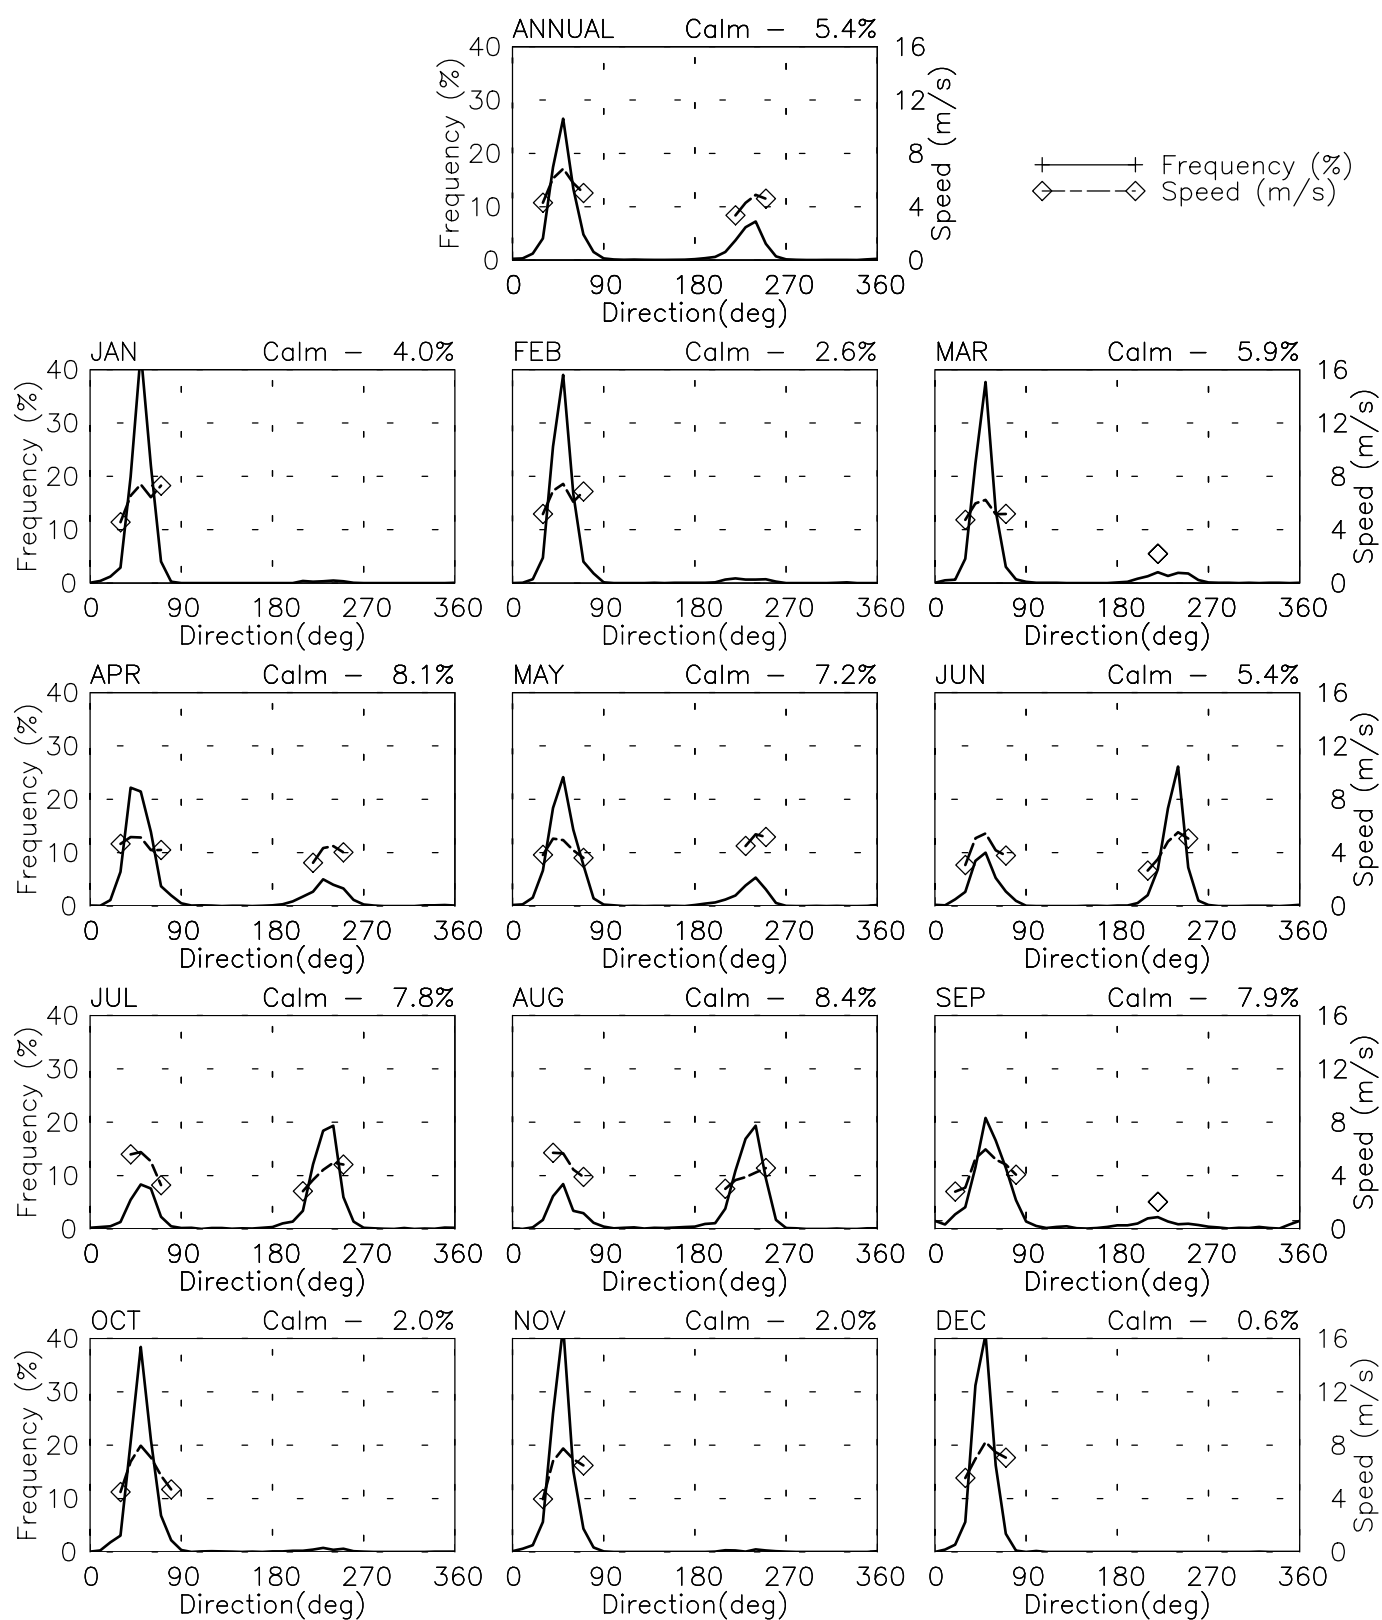 ANNUAL Calm – 5.4%
40 16
30 12
20 8
10 4
0 0
0 90 180 270 360
Direction(deg)
Frequency (%)
Speed (m/s)
Frequency (%)
Speed (m/s)
JAN Calm – 4.0% FEB Calm – 2.6% MAR Calm – 5.9%
40 16
30 12
20 8
10 4
0 0
0 90 180 270 360 0 90 180 270 360 0 90 180 270 360
Direction(deg) Direction(deg) Direction(deg)
Frequency (%)
Speed (m/s)
APR Calm – 8.1% MAY Calm – 7.2% JUN Calm – 5.4%
40 16
30 12
20 8
10 4
0 0
0 90 180 270 360 0 90 180 270 360 0 90 180 270 360
Direction(deg) Direction(deg) Direction(deg)
Frequency (%)
Speed (m/s)
JUL Calm – 7.8% AUG Calm – 8.4% SEP Calm – 7.9%
40 16
30 12
20 8
10 4
0 0
0 90 180 270 360 0 90 180 270 360 0 90 180 270 360
Direction(deg) Direction(deg) Direction(deg)
Frequency (%)
Speed (m/s)
OCT Calm – 2.0% NOV Calm – 2.0% DEC Calm – 0.6%
40 16
30 12
20 8
10 4
0 0
0 90 180 270 360 0 90 180 270 360 0 90 180 270 360
Direction(deg) Direction(deg) Direction(deg)
Frequency (%)
Speed (m/s)